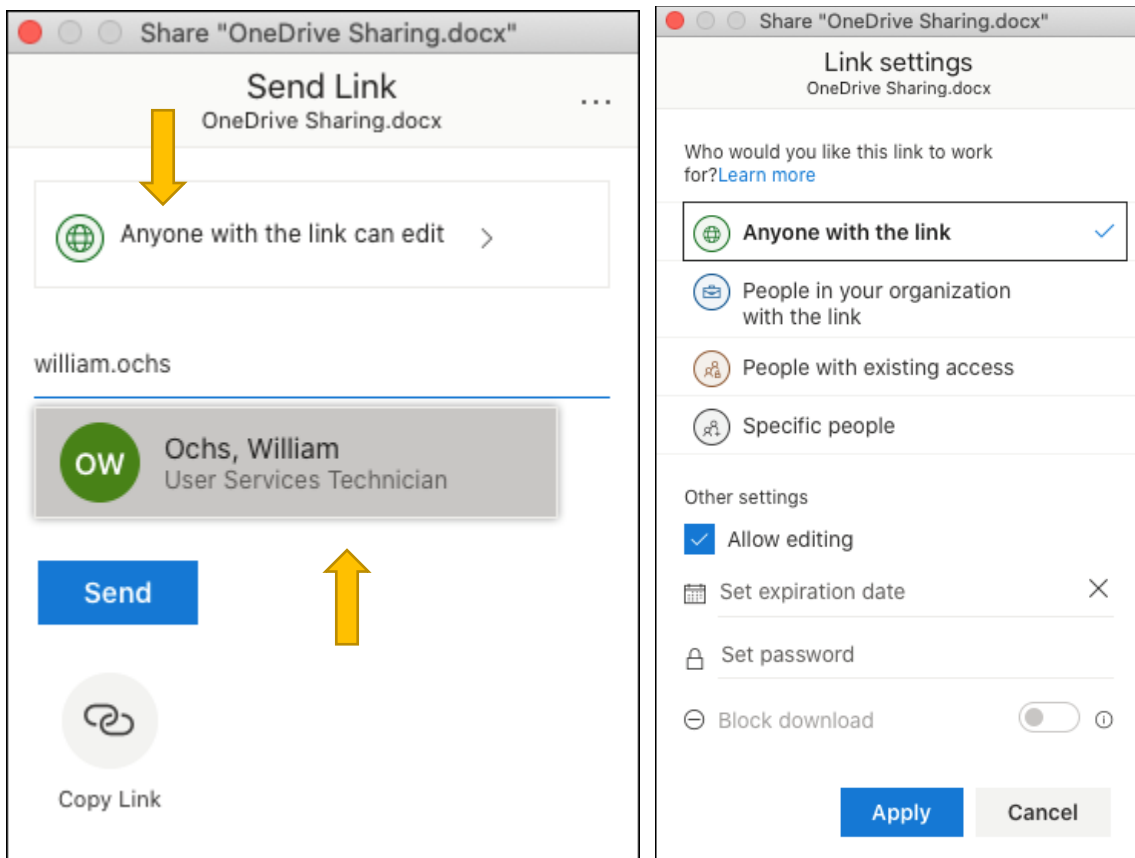 Share "OneDrive Sharing.docx"
Send Link
OneDrive Sharing.docx
...
Anyone with the link can edit
william.ochs
OW
Ochs, William
User Services Technician
Send
Copy Link
Share "OneDrive Sharing.docx"
Link settings
OneDrive Sharing.docx
Who would you like this link to work
for?Learn more
Anyone with the link
People in your organization
with the link
People with existing access
Specific people
Other settings
Allow editing
Set expiration date
Set password
Block download
Apply
Cancel